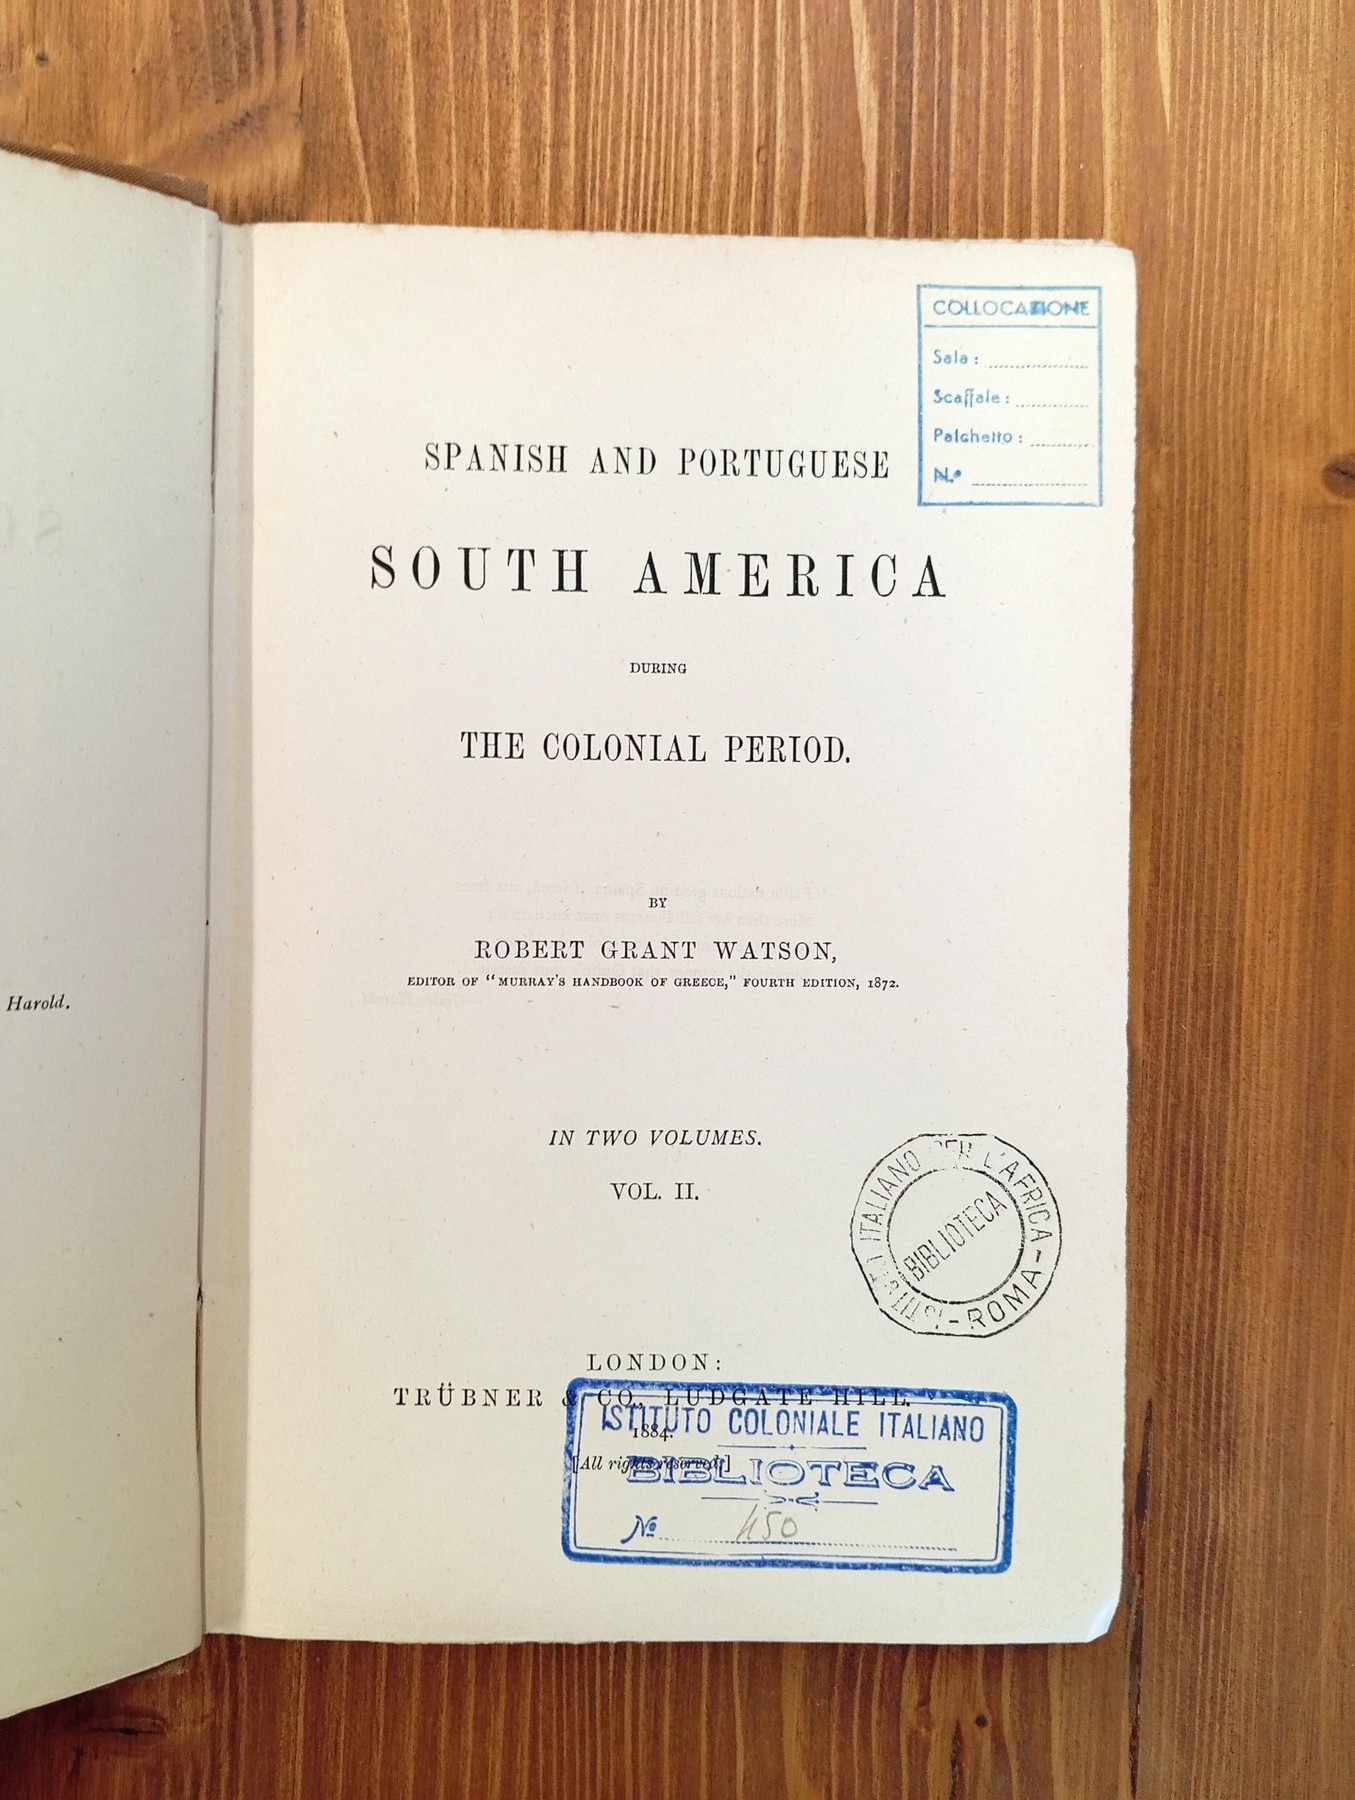 Harold.
COLLOCAZIONE
Sala :
Scaffale :
Palchetto :
N.º
SPANISH AND PORTUGUESE
SOUTH AMERICA
DURING
THE COLONIAL PERIOD.
BY
ROBERT GRANT WATSON,
EDITOR OF "MURRAY'S HANDBOOK OF GREECE," FOURTH EDITION, 1872.
IN TWO VOLUMES.
VOL. II.
ISTITUTO ITALIANO PER L'AFRICA
-ROMA-
BIBLIOTECA
LONDON:
TRÜBNER & CO., LUDGATE HILL.
1884.
[All rights reserved.]
ISTITUTO COLONIALE ITALIANO
BIBLIOTECA
Nº 450